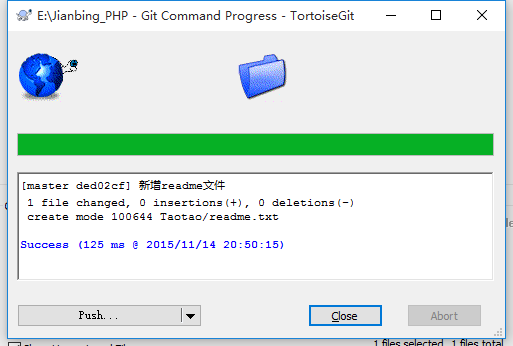 E:\Jianbing_PHP - Git Command Progress - TortoiseGit
[master ded02cf] 新增readme文件
1 file changed, 0 insertions(+), 0 deletions(-)
create mode 100644 Taotao/readme.txt
Success (125 ms @ 2015/11/14 20:50:15)
Push...
Close
Abort
1 files selected, 1 files total